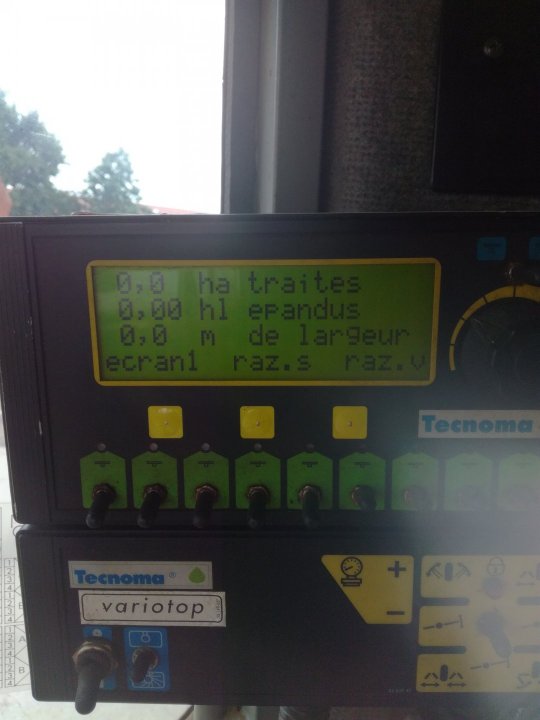 0,0 ha traites
0,00 hl epandus
0,0 m de largeur
ecran1 raz.s raz.v
Tecnoma
Tecnoma ®
variotop
+
-